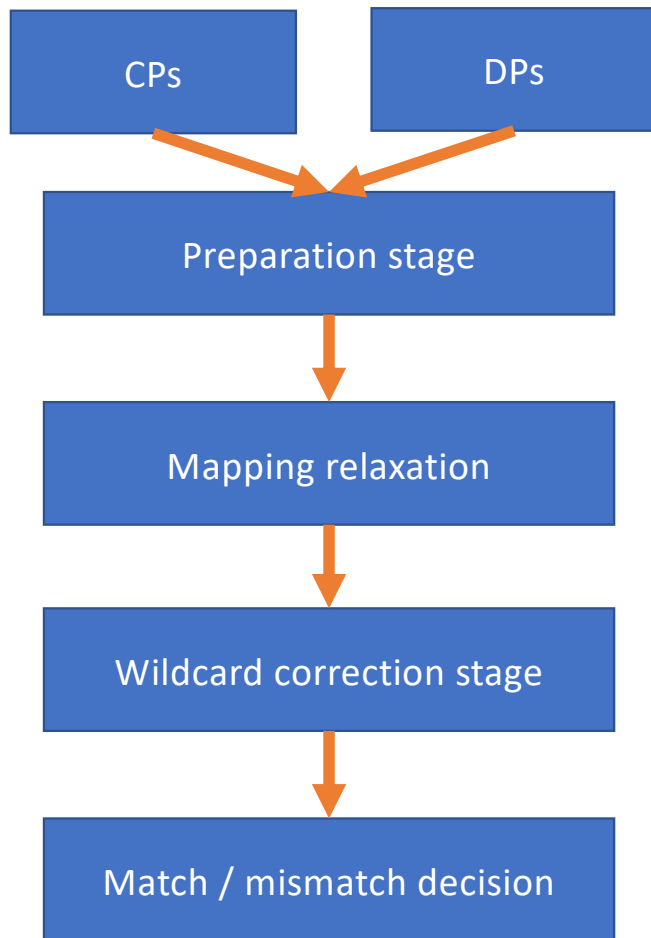 CPs
DPs
Preparation stage
Mapping relaxation
Wildcard correction stage
Match / mismatch decision